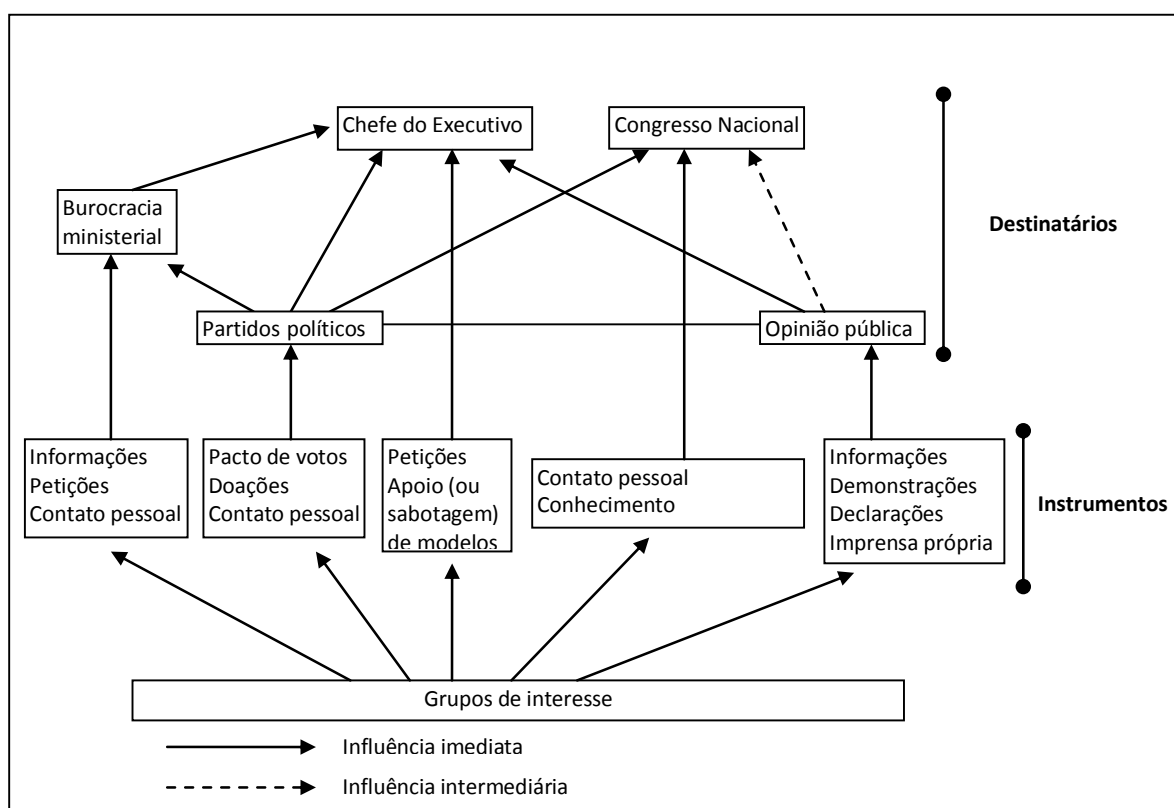 Chefe do Executivo
Congresso Nacional
Burocracia
ministerial
Destinatários
Partidos políticos
Opinião pública
Informações
Petições
Contato pessoal
Pacto de votos
Doações
Contato pessoal
Petições
Apoio (ou
sabotagem)
de modelos
Contato pessoal
Conhecimento
Informações
Demonstrações
Declarações
Imprensa própria
Instrumentos
Grupos de interesse
Influência imediata
Influência intermediária